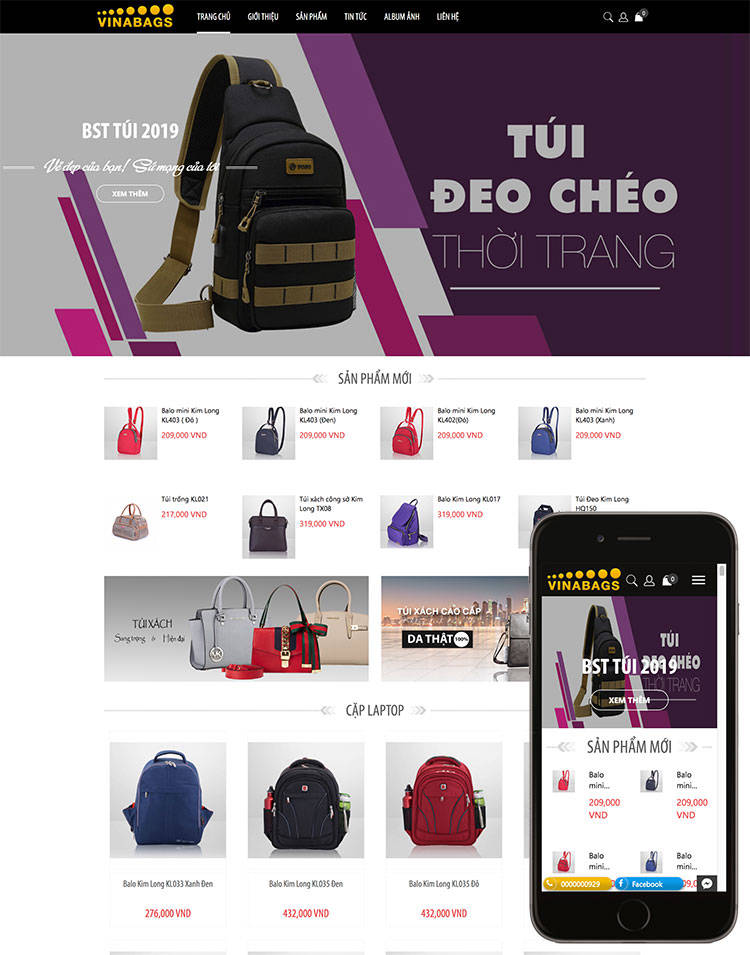 VINABAGS
TRANG CHỦ
GIỚI THIỆU
SẢN PHẨM
TIN TỨC
ALBUM ẢNH
LIÊN HỆ
0
BST TÚI 2019
Vẻ đẹp của bạn! Sứ mạng của tôi
XEM THÊM
TÚI
ĐEO CHÉO
THỜI TRANG
SẢN PHẨM MỚI
Balo mini Kim Long
KL403 ( Đỏ )
209,000 VND
Balo mini Kim Long
KL403 (Đen)
209,000 VND
Balo mini Kim Long
KL402(Đỏ)
209,000 VND
Balo mini Kim Long
KL403 (Xanh)
209,000 VND
Túi trống KL021
217,000 VND
Túi xách công sở Kim
Long TX08
319,000 VND
Balo Kim Long KL017
319,000 VND
Túi Đeo Kim Long
HQ150
TÚI XÁCH
Sang trọng & Hiện đại
TÚI XÁCH CAO CẤP
DA THẬT 100%
CẶP LAPTOP
Balo Kim Long KL033 Xanh Đen
276,000 VND
Balo Kim Long KL035 Đen
432,000 VND
Balo Kim Long KL035 Đỏ
432,000 VND
VINABAGS
0
TÚI
ĐEO CHÉO
THỜI TRANG
BST TÚI 2019
XEM THÊM
SẢN PHẨM MỚI
Balo
mini...
209,000
VND
Balo
mini...
209,000
VND
Balo
mini...
Balo
mini...
0000000929
Facebook